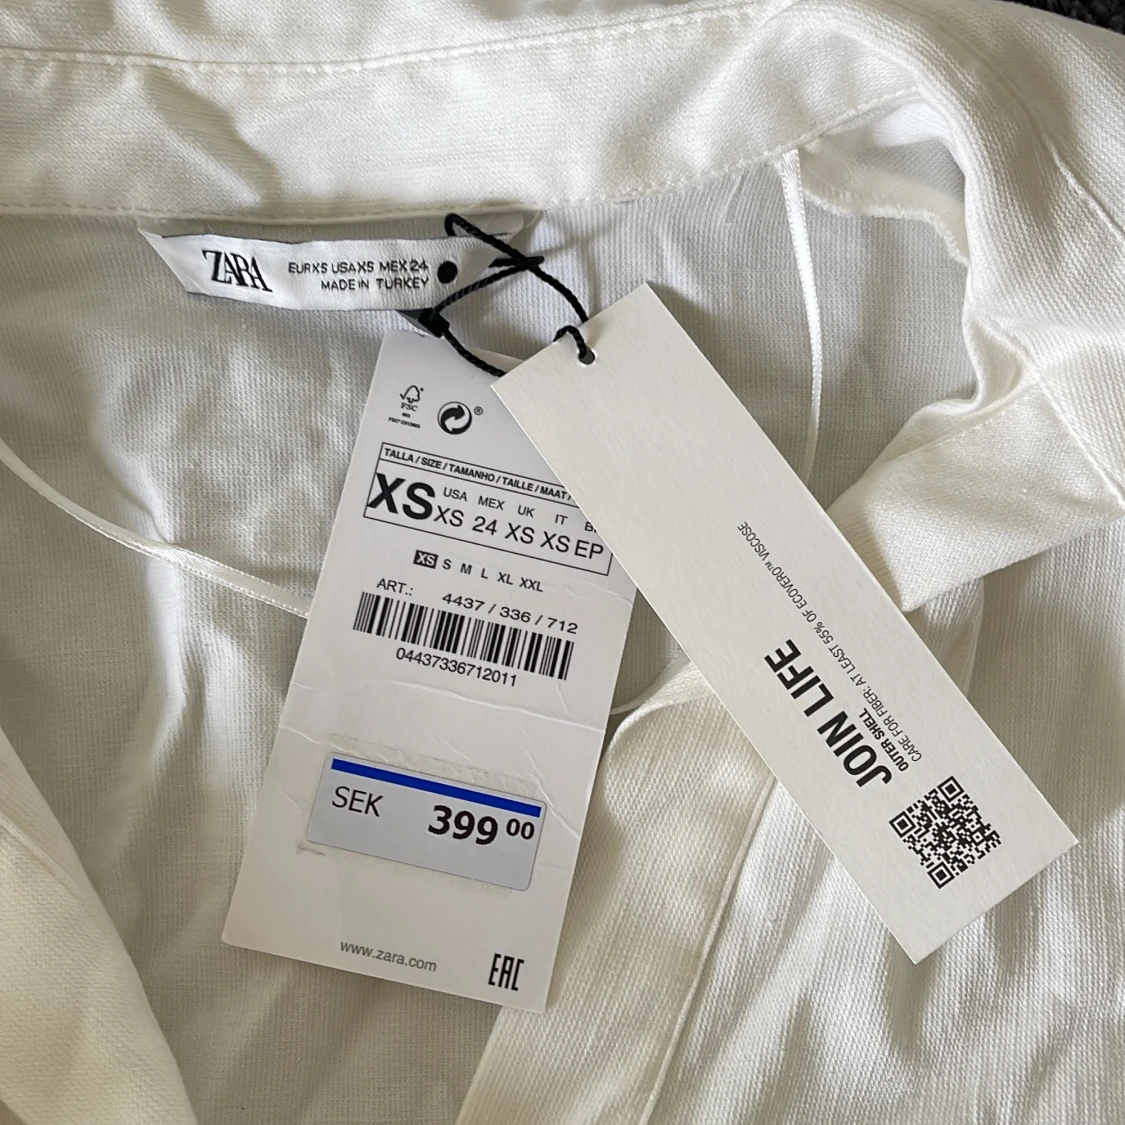 ZARA
EUR XS USA XS MEX 24
MADE IN TURKEY
FSC
®
TALLA / SIZE / TAMANHO / TAILLE / MAAT /
XS
USA MEX UK IT
XS 24 XS XS EP
XS S M L XL XXL
ART.: 4437 / 336 / 712
04437336712011
SEK 399 00
www.zara.com
EAC
JOIN LIFE
OUTER SHELL
CARE FOR FIBER: AT LEAST 55% OF ECOVERO™ VISCOSE